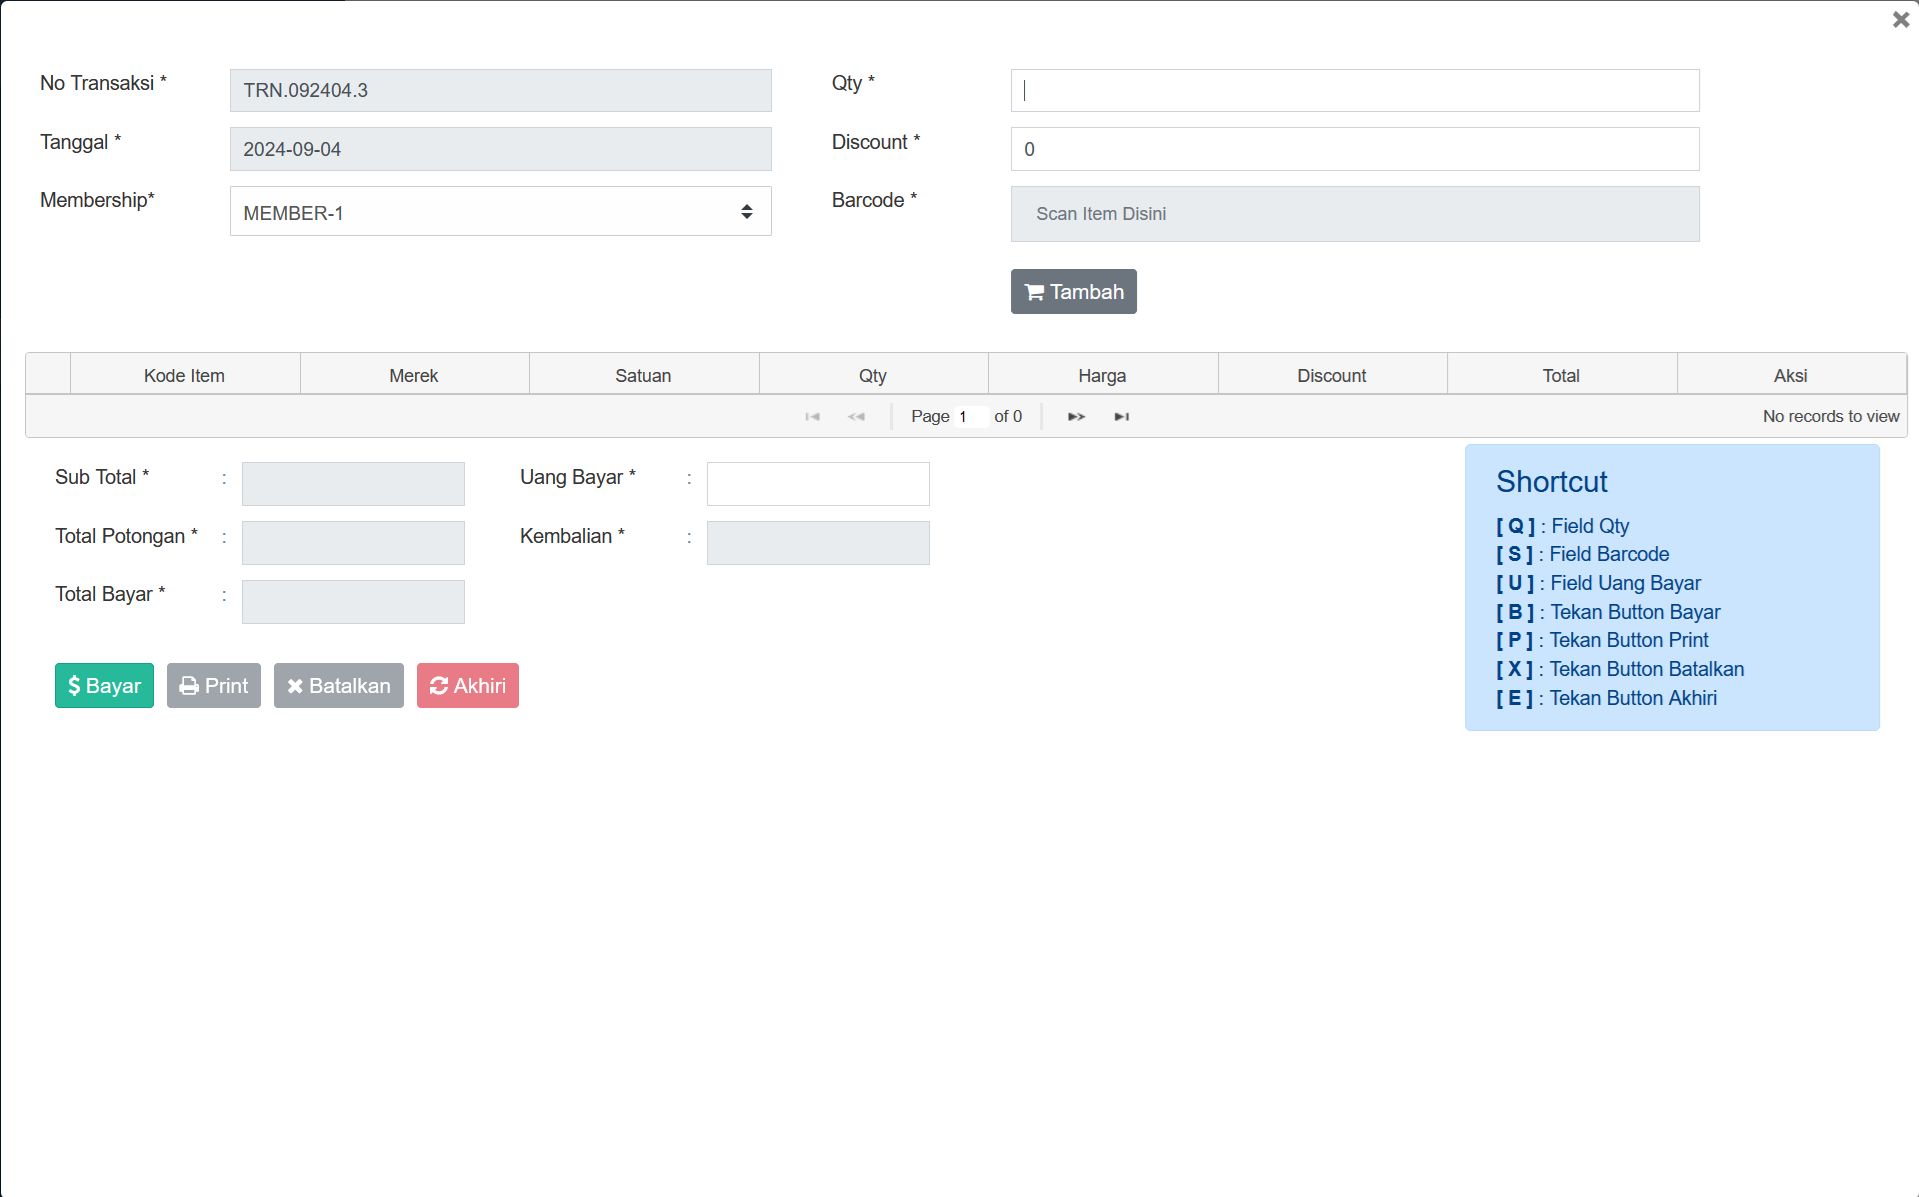 No Transaksi *
TRN.092404.3
Qty *
Tanggal *
2024-09-04
Discount *
0
Membership*
MEMBER-1
Barcode *
Scan Item Disini
Tambah
Kode Item Merek Satuan Qty Harga Discount Total Aksi
Page 1 of 0
No records to view
Sub Total * :
Uang Bayar * :
Total Potongan * :
Kembalian * :
Total Bayar * :
$ Bayar
Print
Batalkan
Akhiri
Shortcut
[ Q ] : Field Qty
[ S ] : Field Barcode
[ U ] : Field Uang Bayar
[ B ] : Tekan Button Bayar
[ P ] : Tekan Button Print
[ X ] : Tekan Button Batalkan
[ E ] : Tekan Button Akhiri